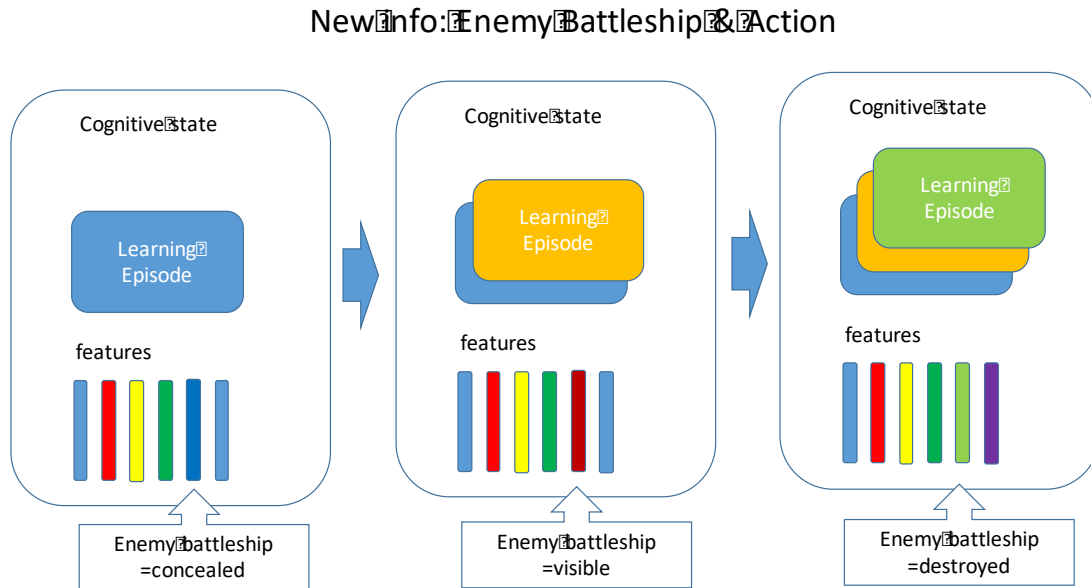 New⍰Info:⍰Enemy⍰Battleship⍰&⍰Action
Cognitive⍰state
Learning⍰
Episode
features
Enemy⍰battleship
=concealed
Cognitive⍰state
Learning⍰
Episode
features
Enemy⍰battleship
=visible
Cognitive⍰state
Learning⍰
Episode
features
Enemy⍰battleship
=destroyed